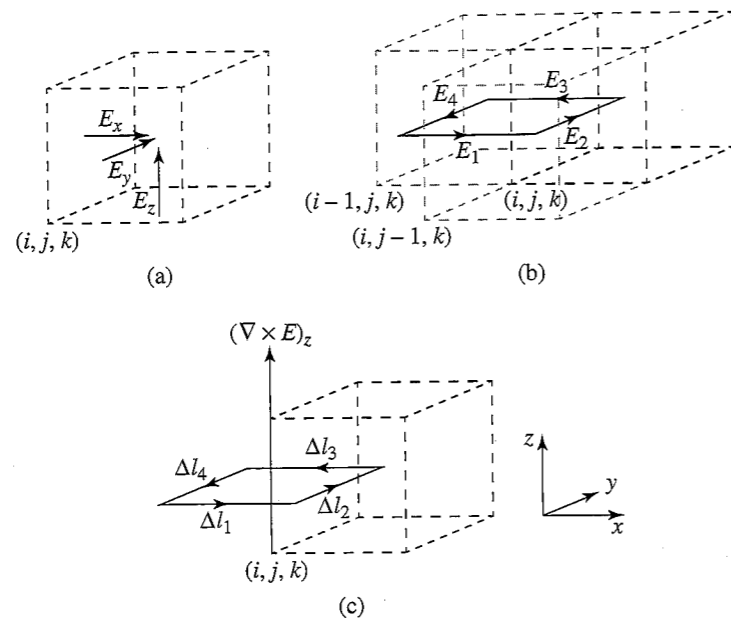 E_x
E_y
E_z
(i, j, k)
(a)
E_4
E_3
E_1
E_2
(i − 1, j, k)
(i, j, k)
(i, j − 1, k)
(b)
(∇ × E)_z
Δl_4
Δl_3
Δl_1
Δl_2
(i, j, k)
z
y
x
(c)